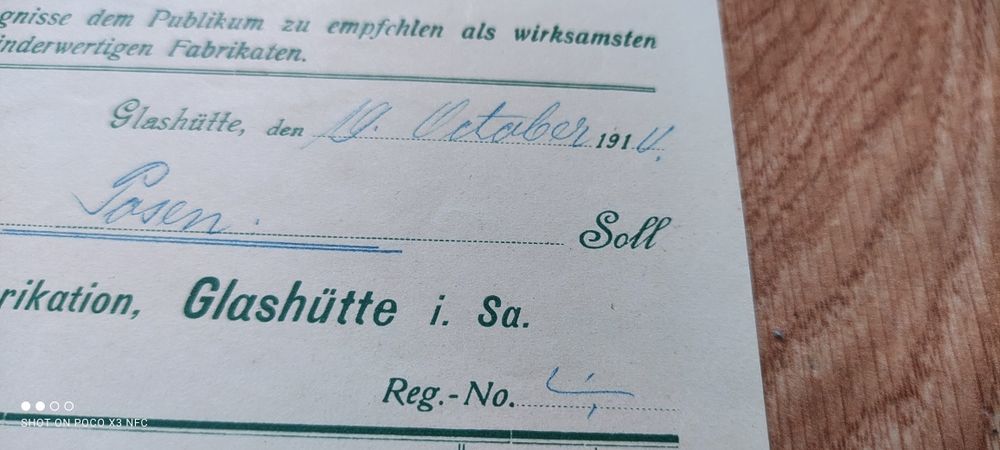 gnisse dem Publikum zu empfehlen als wirksamsten
inderwertigen Fabrikaten.
Glashütte, den 19. October 1914.
Posen.
Soll
rikation, Glashütte i. Sa.
Reg.-No.
SHOT ON POCO X3 NFC